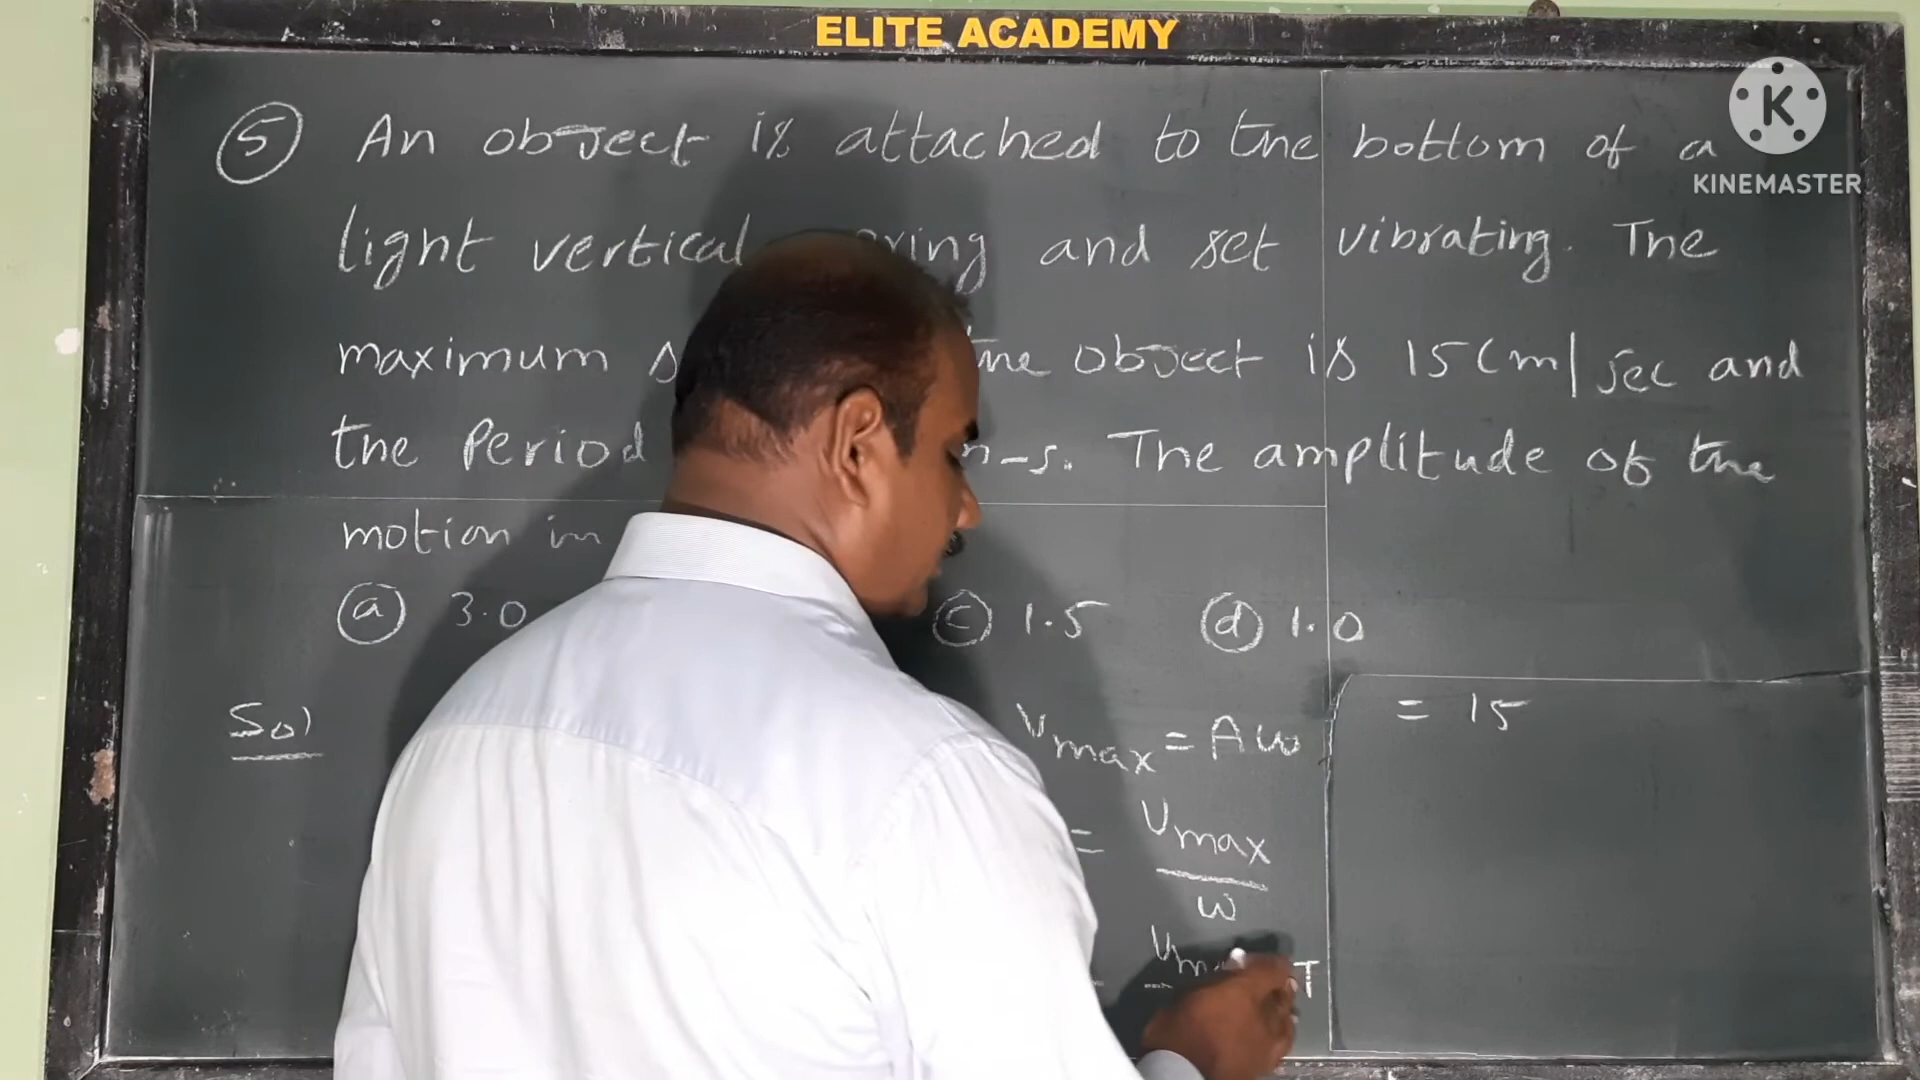 ELITE ACADEMY
KINEMASTER
5 An object is attached to the bottom of a
light vertical and set vibrating. The
maximum the object is 15 Cm/sec and
the Period The amplitude of the
motion in
a 3.0 c 1.5 d 1.0
Sol Vmax = Aω = 15
= Vmax
ω
T